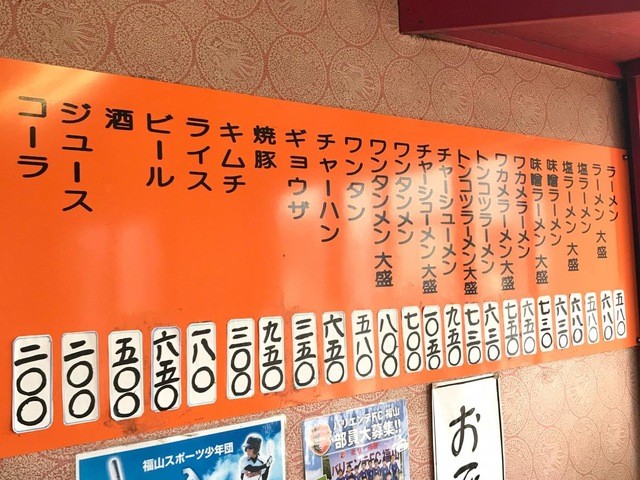 ラーメン 五八〇
ラーメン 大盛 六八〇
塩ラーメン 五八〇
塩ラーメン 大盛 六八〇
味噌ラーメン 六三〇
味噌ラーメン 大盛 七三〇
ワカメラーメン 六五〇
ワカメラーメン 大盛 七五〇
トンコツラーメン 六三〇
トンコツラーメン大盛 七三〇
チャーシューメン 九五〇
チャーシューメン大盛 一〇五〇
ワンタンメン 七〇〇
ワンタンメン 大盛 八〇〇
ワンタン 五八〇
チャーハン 六五〇
ギョウザ 三五〇
焼豚 九五〇
キムチ 三〇〇
ライス 一八〇
ビール 六五〇
酒 五〇〇
ジュース 二〇〇
コーラ 二〇〇
おで
部員大募集!!
福山スポーツ少年団